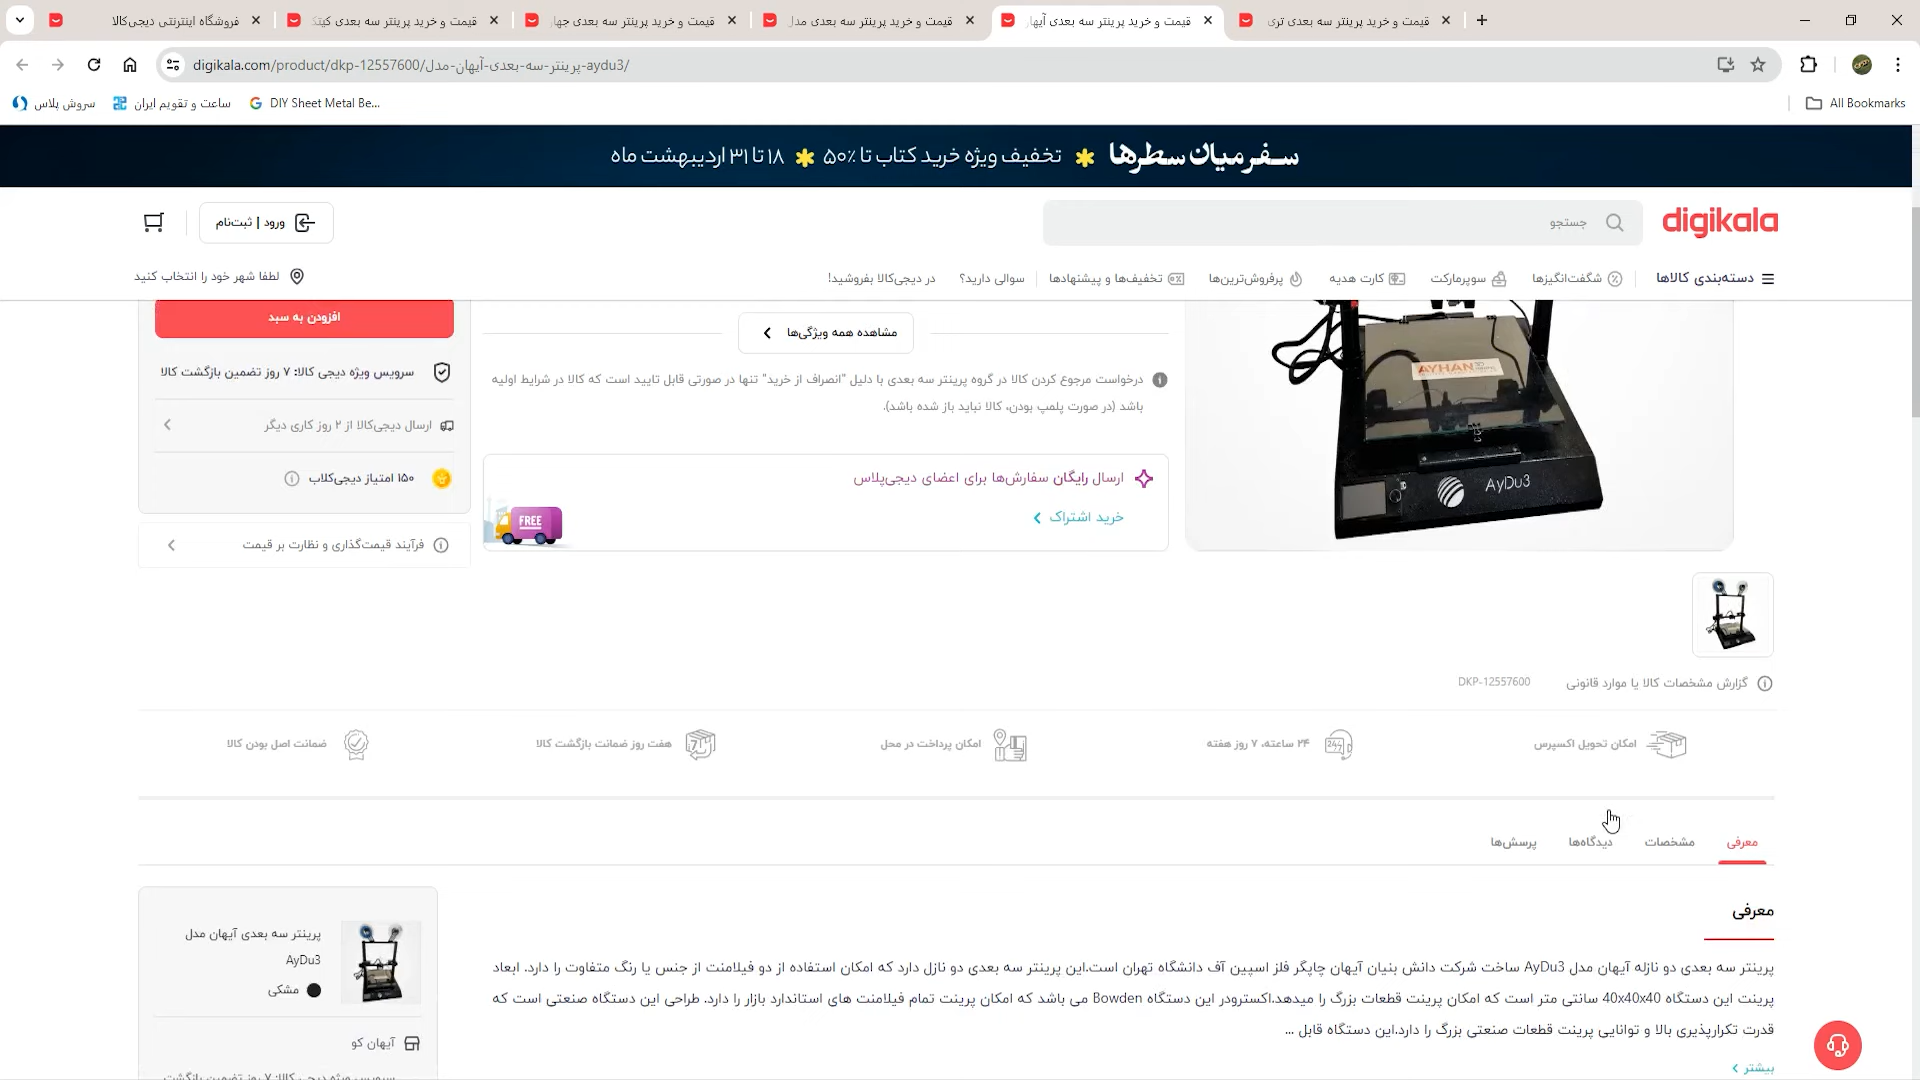 فروشگاه اینترنتی دیجی‌کالا
قیمت و خرید پرینتر سه بعدی کیتک
قیمت و خرید پرینتر سه بعدی جها
قیمت و خرید پرینتر سه بعدی مدل
قیمت و خرید پرینتر سه بعدی آیها
قیمت و خرید پرینتر سه بعدی تری
digikala.com/product/dkp-12557600/پرینتر-سه-بعدی-آیهان-مدل-aydu3/
سروش پلاس
ساعت و تقویم ایران
DIY Sheet Metal Be...
All Bookmarks
سفر میان سطرها
تخفیف ویژه خرید کتاب تا ۵۰٪
۱۸ تا ۳۱ اردیبهشت ماه
digikala
جستجو
ورود | ثبت‌نام
دسته‌بندی کالاها
شگفت‌انگیزها
سوپرمارکت
کارت هدیه
پرفروش‌ترین‌ها
تخفیف‌ها و پیشنهادها
سوالی دارید؟
در دیجی‌کالا بفروشید!
لطفا شهر خود را انتخاب کنید
AYHAN
AyDu3
مشاهده همه ویژگی‌ها
درخواست مرجوع کردن کالا در گروه پرینتر سه بعدی با دلیل "انصراف از خرید" تنها در صورتی قابل تایید است که کالا در شرایط اولیه
باشد (در صورت پلمپ بودن، کالا نباید باز شده باشد).
ارسال رایگان سفارش‌ها برای اعضای دیجی‌پلاس
خرید اشتراک
FREE
افزودن به سبد
سرویس ویژه دیجی کالا: ۷ روز تضمین بازگشت کالا
ارسال دیجی‌کالا از ۲ روز کاری دیگر
۱۵۰ امتیاز دیجی‌کلاب
فرآیند قیمت‌گذاری و نظارت بر قیمت
گزارش مشخصات کالا یا موارد قانونی
DKP-12557600
امکان تحویل اکسپرس
۲۴ ساعته، ۷ روز هفته
امکان پرداخت در محل
هفت روز ضمانت بازگشت کالا
ضمانت اصل بودن کالا
معرفی
مشخصات
دیدگاه‌ها
پرسش‌ها
معرفی
پرینتر سه بعدی دو نازله آیهان مدل AyDu3 ساخت شرکت دانش بنیان آیهان چاپگر فلز اسپین آف دانشگاه تهران است.این پرینتر سه بعدی دو نازل دارد که امکان استفاده از دو فیلامنت از جنس یا رنگ متفاوت را دارد. ابعاد
پرینت این دستگاه 40x40x40 سانتی متر است که امکان پرینت قطعات بزرگ را میدهد.اکسترودر این دستگاه Bowden می باشد که امکان پرینت تمام فیلامنت های استاندارد بازار را دارد. طراحی این دستگاه صنعتی است که
قدرت تکرارپذیری بالا و توانایی پرینت قطعات صنعتی بزرگ را دارد.این دستگاه قابل ...
بیشتر
پرینتر سه بعدی آیهان مدل
AyDu3
مشکی
آیهان کو
سرویس ویژه دیجی کالا: ۷ روز تضمین بازگشت